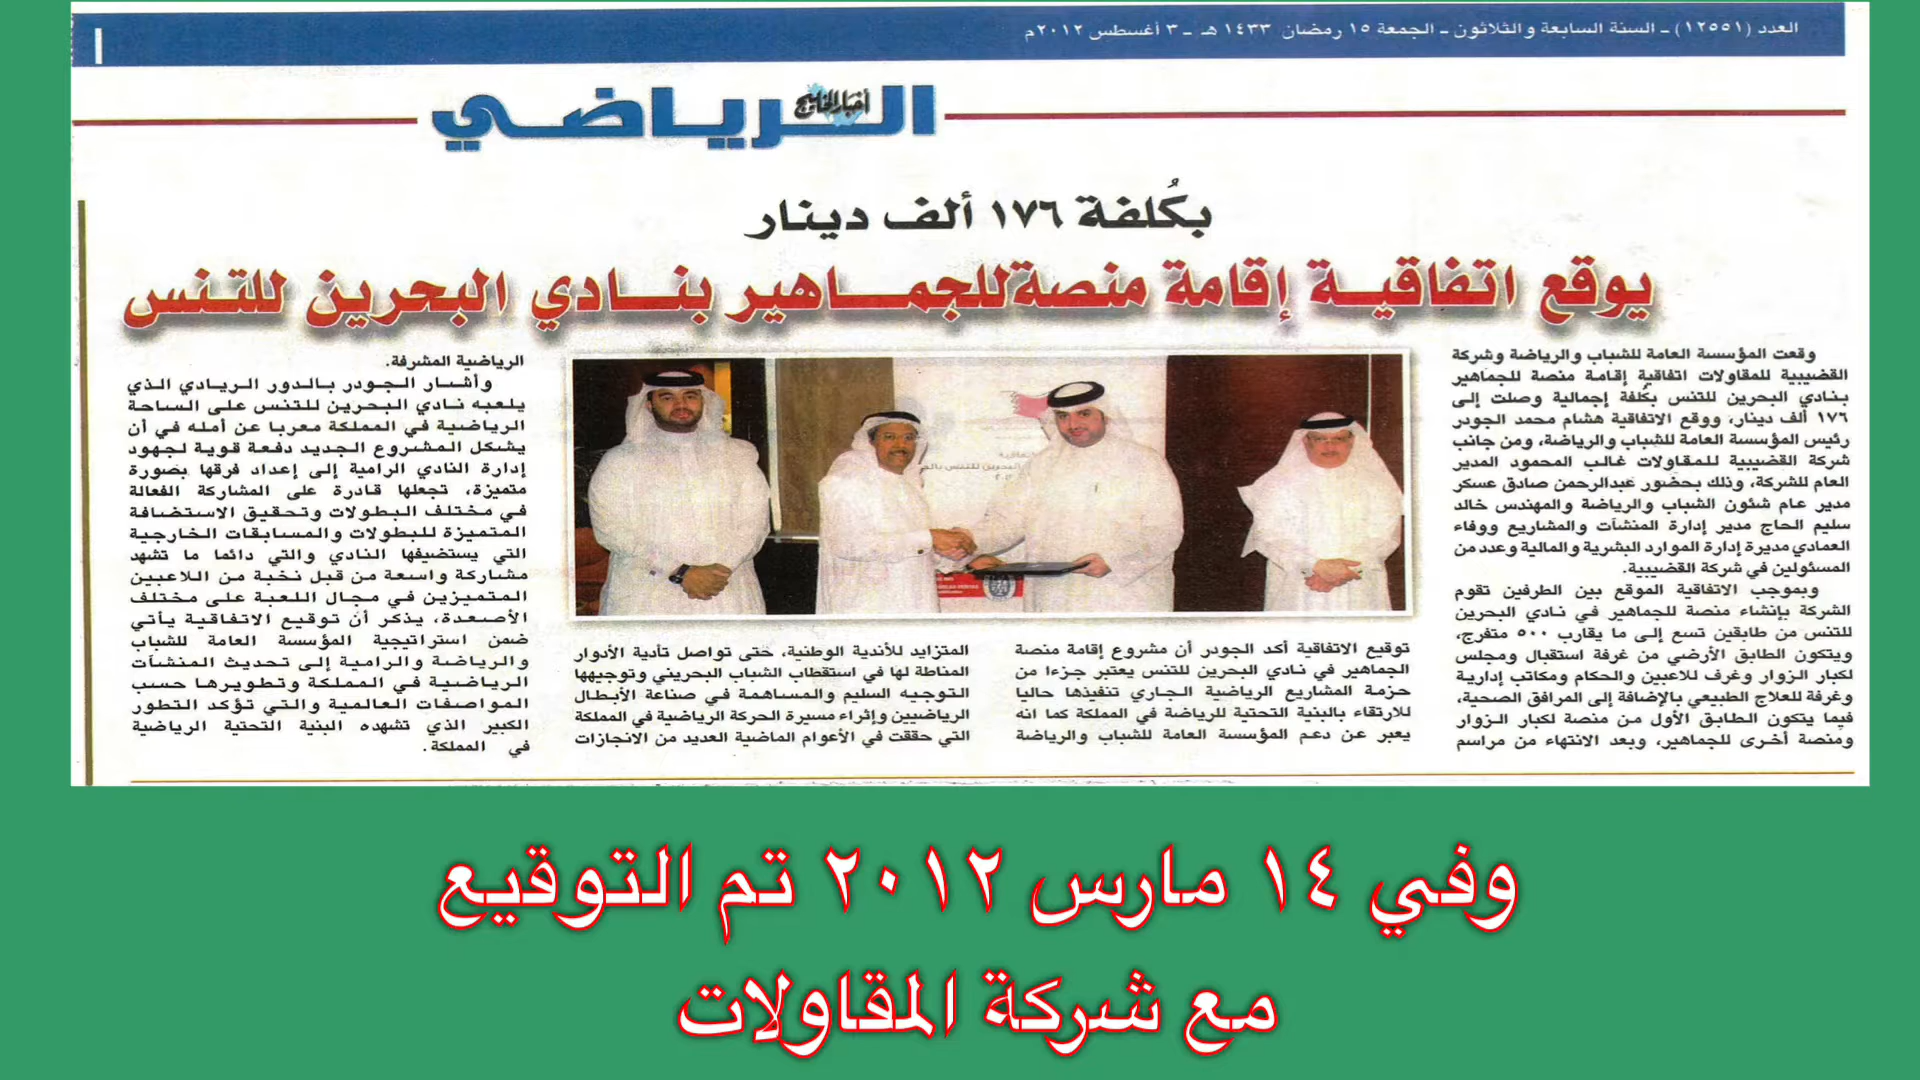 العدد (١٢٥٥١) ـ السنة السابعة والثلاثون ـ الجمعة ١٥ رمضان ١٤٣٣ هـ ـ ٣ أغسطس ٢٠١٢م
الرياضي
أخبار الخليج
بكُلفة ١٧٦ ألف دينار
يوقع اتفاقية إقامة منصة للجماهير بنادي البحرين للتنس
وقعت المؤسسة العامة للشباب والرياضة وشركة
القضيبية للمقاولات اتفاقية إقامة منصة للجماهير
بنادي البحرين للتنس بكُلفة إجمالية وصلت إلى
١٧٦ ألف دينار، ووقع الاتفاقية هشام محمد الجودر
رئيس المؤسسة العامة للشباب والرياضة، ومن جانب
شركة القضيبية للمقاولات غالب المحمود المدير
العام للشركة، وذلك بحضور عبدالرحمن صادق عسكر
مدير عام شئون الشباب والرياضة والمهندس خالد
سليم الحاج مدير إدارة المنشآت والمشاريع ووفاء
العمادي مديرة إدارة الموارد البشرية والمالية وعدد من
المسئولين في شركة القضيبية.
وبموجب الاتفاقية الموقع بين الطرفين تقوم
الشركة بإنشاء منصة للجماهير في نادي البحرين
للتنس من طابقين تسع إلى ما يقارب ٥٠٠ متفرج،
ويتكون الطابق الأرضي من غرفة استقبال ومجلس
لكبار الزوار وغرف للاعبين والحكام ومكاتب إدارية
وغرفة للعلاج الطبيعي بالإضافة إلى المرافق الصحية،
فيما يتكون الطابق الأول من منصة لكبار الزوار
ومنصة أخرى للجماهير، وبعد الانتهاء من مراسم
توقيع الاتفاقية أكد الجودر أن مشروع إقامة منصة
الجماهير في نادي البحرين للتنس يعتبر جزءا من
حزمة المشاريع الرياضية الجاري تنفيذها حاليا
للارتقاء بالبنية التحتية للرياضة في المملكة كما انه
يعبر عن دعم المؤسسة العامة للشباب والرياضة
المتزايد للأندية الوطنية، حتى تواصل تأدية الأدوار
المناطة لها في استقطاب الشباب البحريني وتوجيهها
التوجيه السليم والمساهمة في صناعة الأبطال
الرياضيين وإثراء مسيرة الحركة الرياضية في المملكة
التي حققت في الأعوام الماضية العديد من الانجازات
الرياضية المشرفة.
وأشار الجودر بالدور الريادي الذي
يلعبه نادي البحرين للتنس على الساحة
الرياضية في المملكة معربا عن أمله في أن
يشكل المشروع الجديد دفعة قوية لجهود
إدارة النادي الرامية إلى إعداد فرقها بصورة
متميزة، تجعلها قادرة على المشاركة الفعالة
في مختلف البطولات وتحقيق الاستضافة
المتميزة للبطولات والمسابقات الخارجية
التي يستضيفها النادي والتي دائما ما تشهد
مشاركة واسعة من قبل نخبة من اللاعبين
المتميزين في مجال اللعبة على مختلف
الأصعدة، يذكر أن توقيع الاتفاقية يأتي
ضمن استراتيجية المؤسسة العامة للشباب
والرياضة والرامية إلى تحديث المنشآت
الرياضية في المملكة وتطويرها حسب
المواصفات العالمية والتي تؤكد التطور
الكبير الذي تشهده البنية التحتية الرياضية
في المملكة.
وفي ١٤ مارس ٢٠١٢ تم التوقيع
مع شركة المقاولات